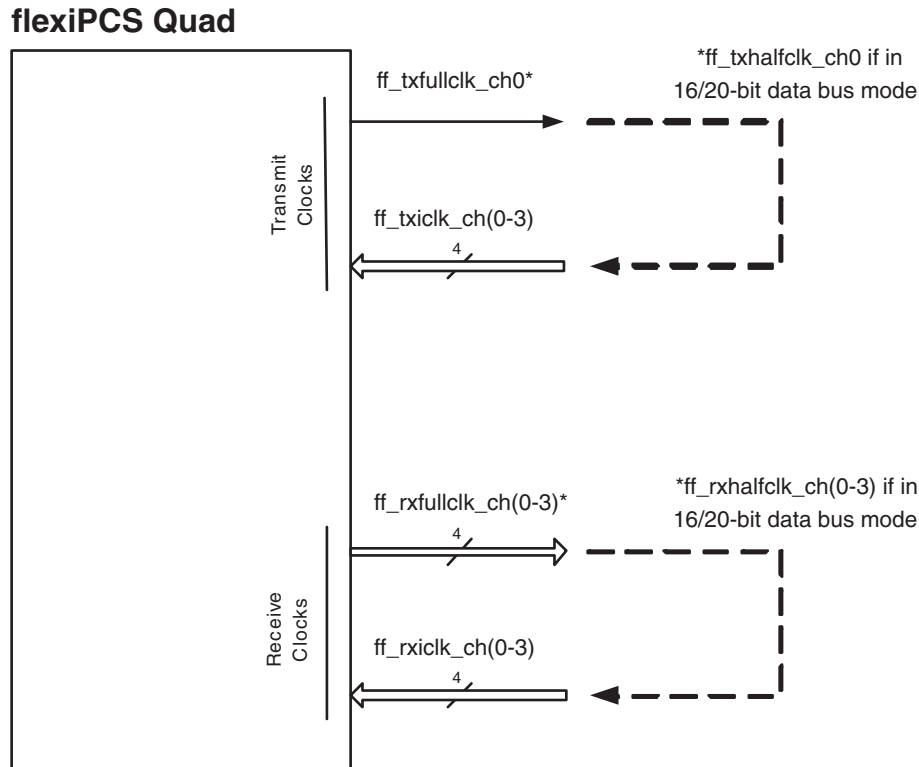 flexiPCS Quad
ff_txfullclk_ch0*
*ff_txhalfclk_ch0 if in
16/20-bit data bus mode
Transmit
Clocks
ff_txiclk_ch(0-3)
4
ff_rxfullclk_ch(0-3)*
4
*ff_rxhalfclk_ch(0-3) if in
16/20-bit data bus mode
Receive
Clocks
ff_rxiclk_ch(0-3)
4